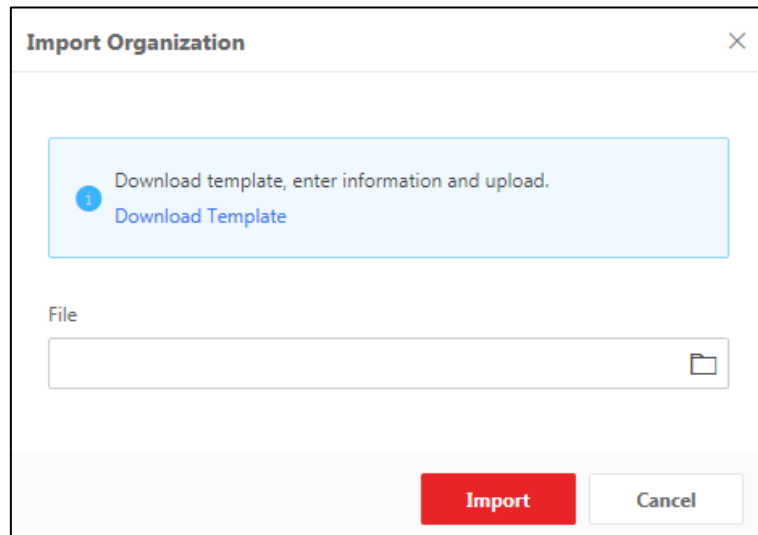 Import Organization
Download template, enter information and upload.
Download Template
File
Import Cancel